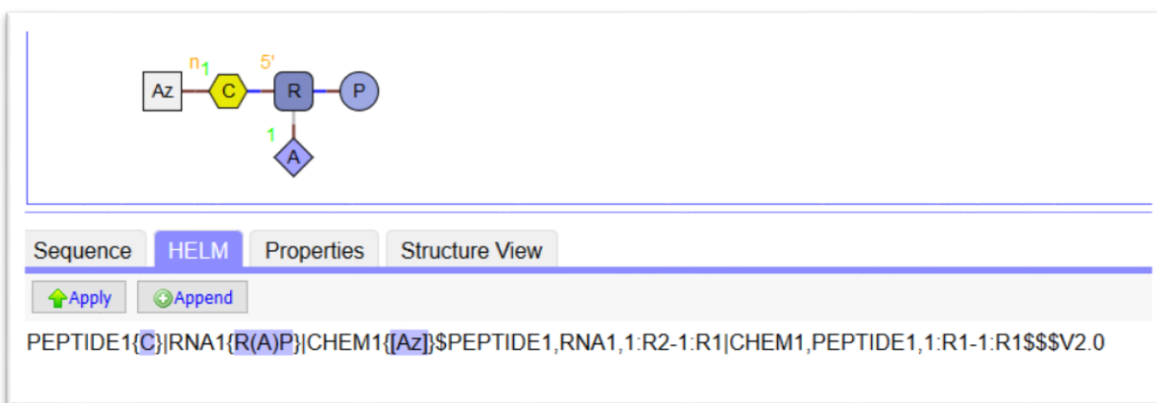 n 1 5'
Az C R P
1
A
Sequence HELM Properties Structure View
Apply Append
PEPTIDE1{C}|RNA1{R(A)P}|CHEM1{[Az]}$PEPTIDE1,RNA1,1:R2-1:R1|CHEM1,PEPTIDE1,1:R1-1:R1$$$V2.0